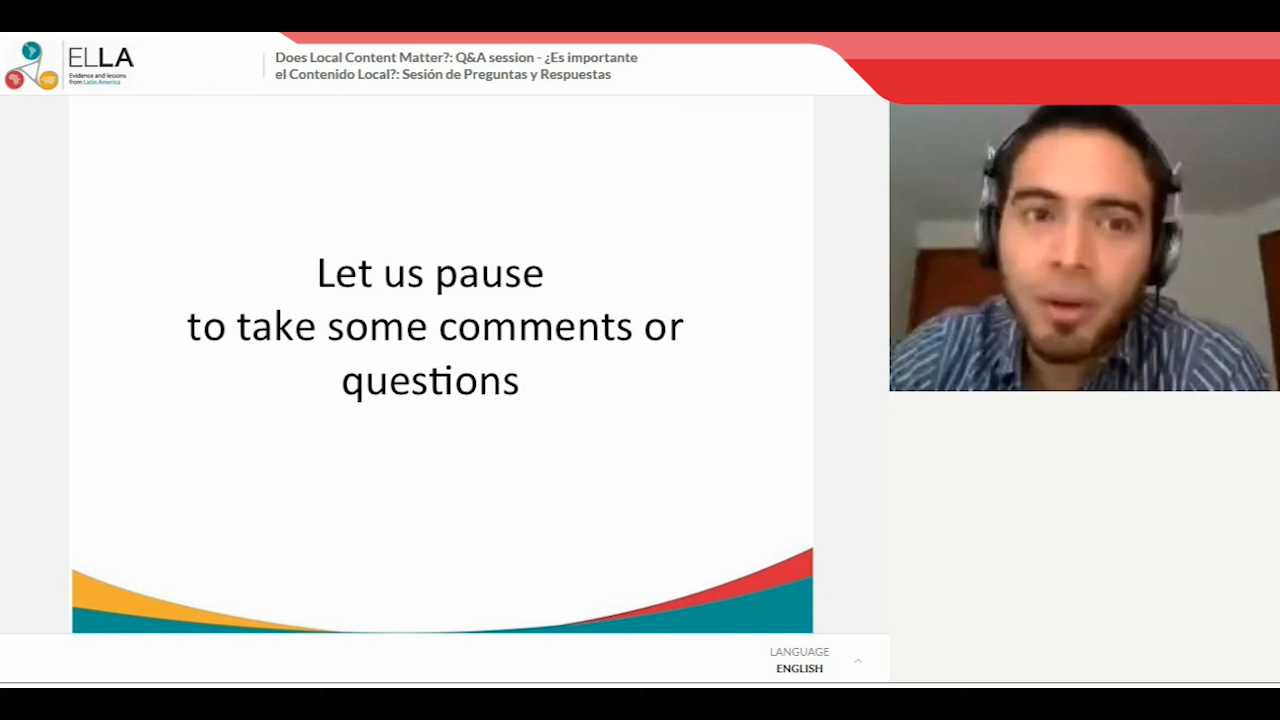 ELLA
Evidence and lessons
from Latin America
Does Local Content Matter?: Q&A session - ¿Es importante
el Contenido Local?: Sesión de Preguntas y Respuestas
Let us pause
to take some comments or
questions
LANGUAGE
ENGLISH